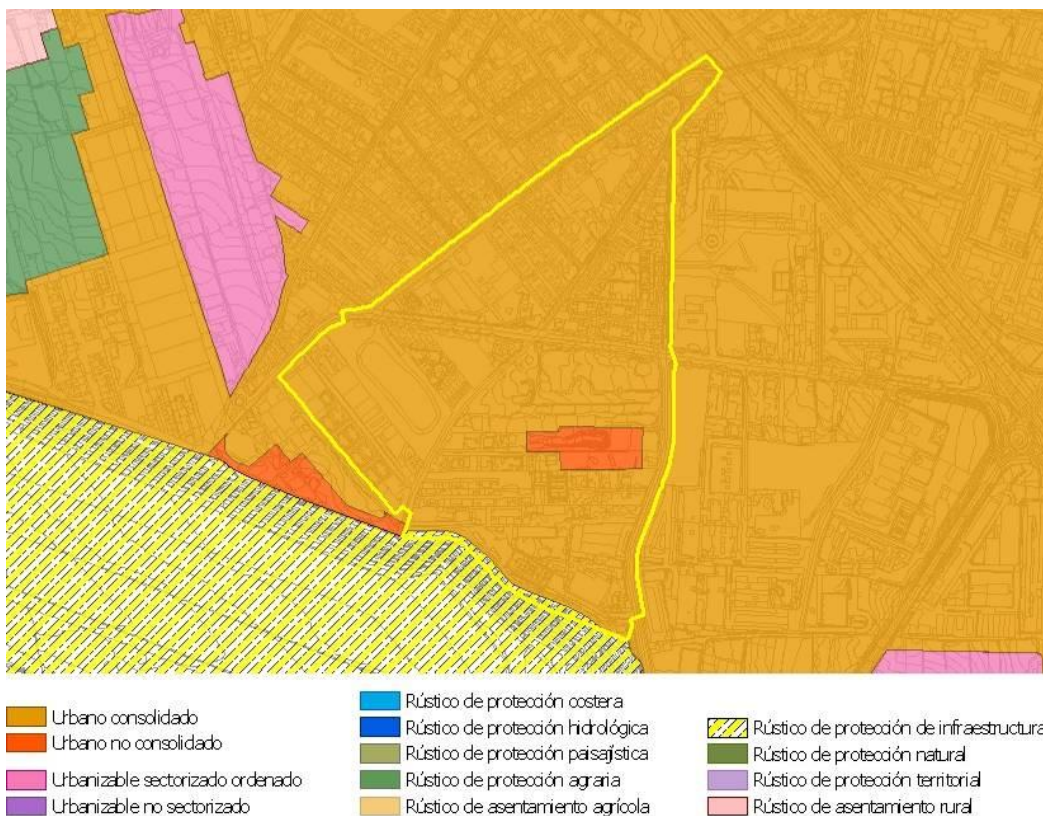 Urbano consolidado
Urbano no consolidado
Urbanizable sectorizado ordenado
Urbanizable no sectorizado
Rústico de protección costera
Rústico de protección hidrológica
Rústico de protección paisajística
Rústico de protección agraria
Rústico de asentamiento agrícola
Rústico de protección de infraestructura
Rústico de protección natural
Rústico de protección territorial
Rústico de asentamiento rural